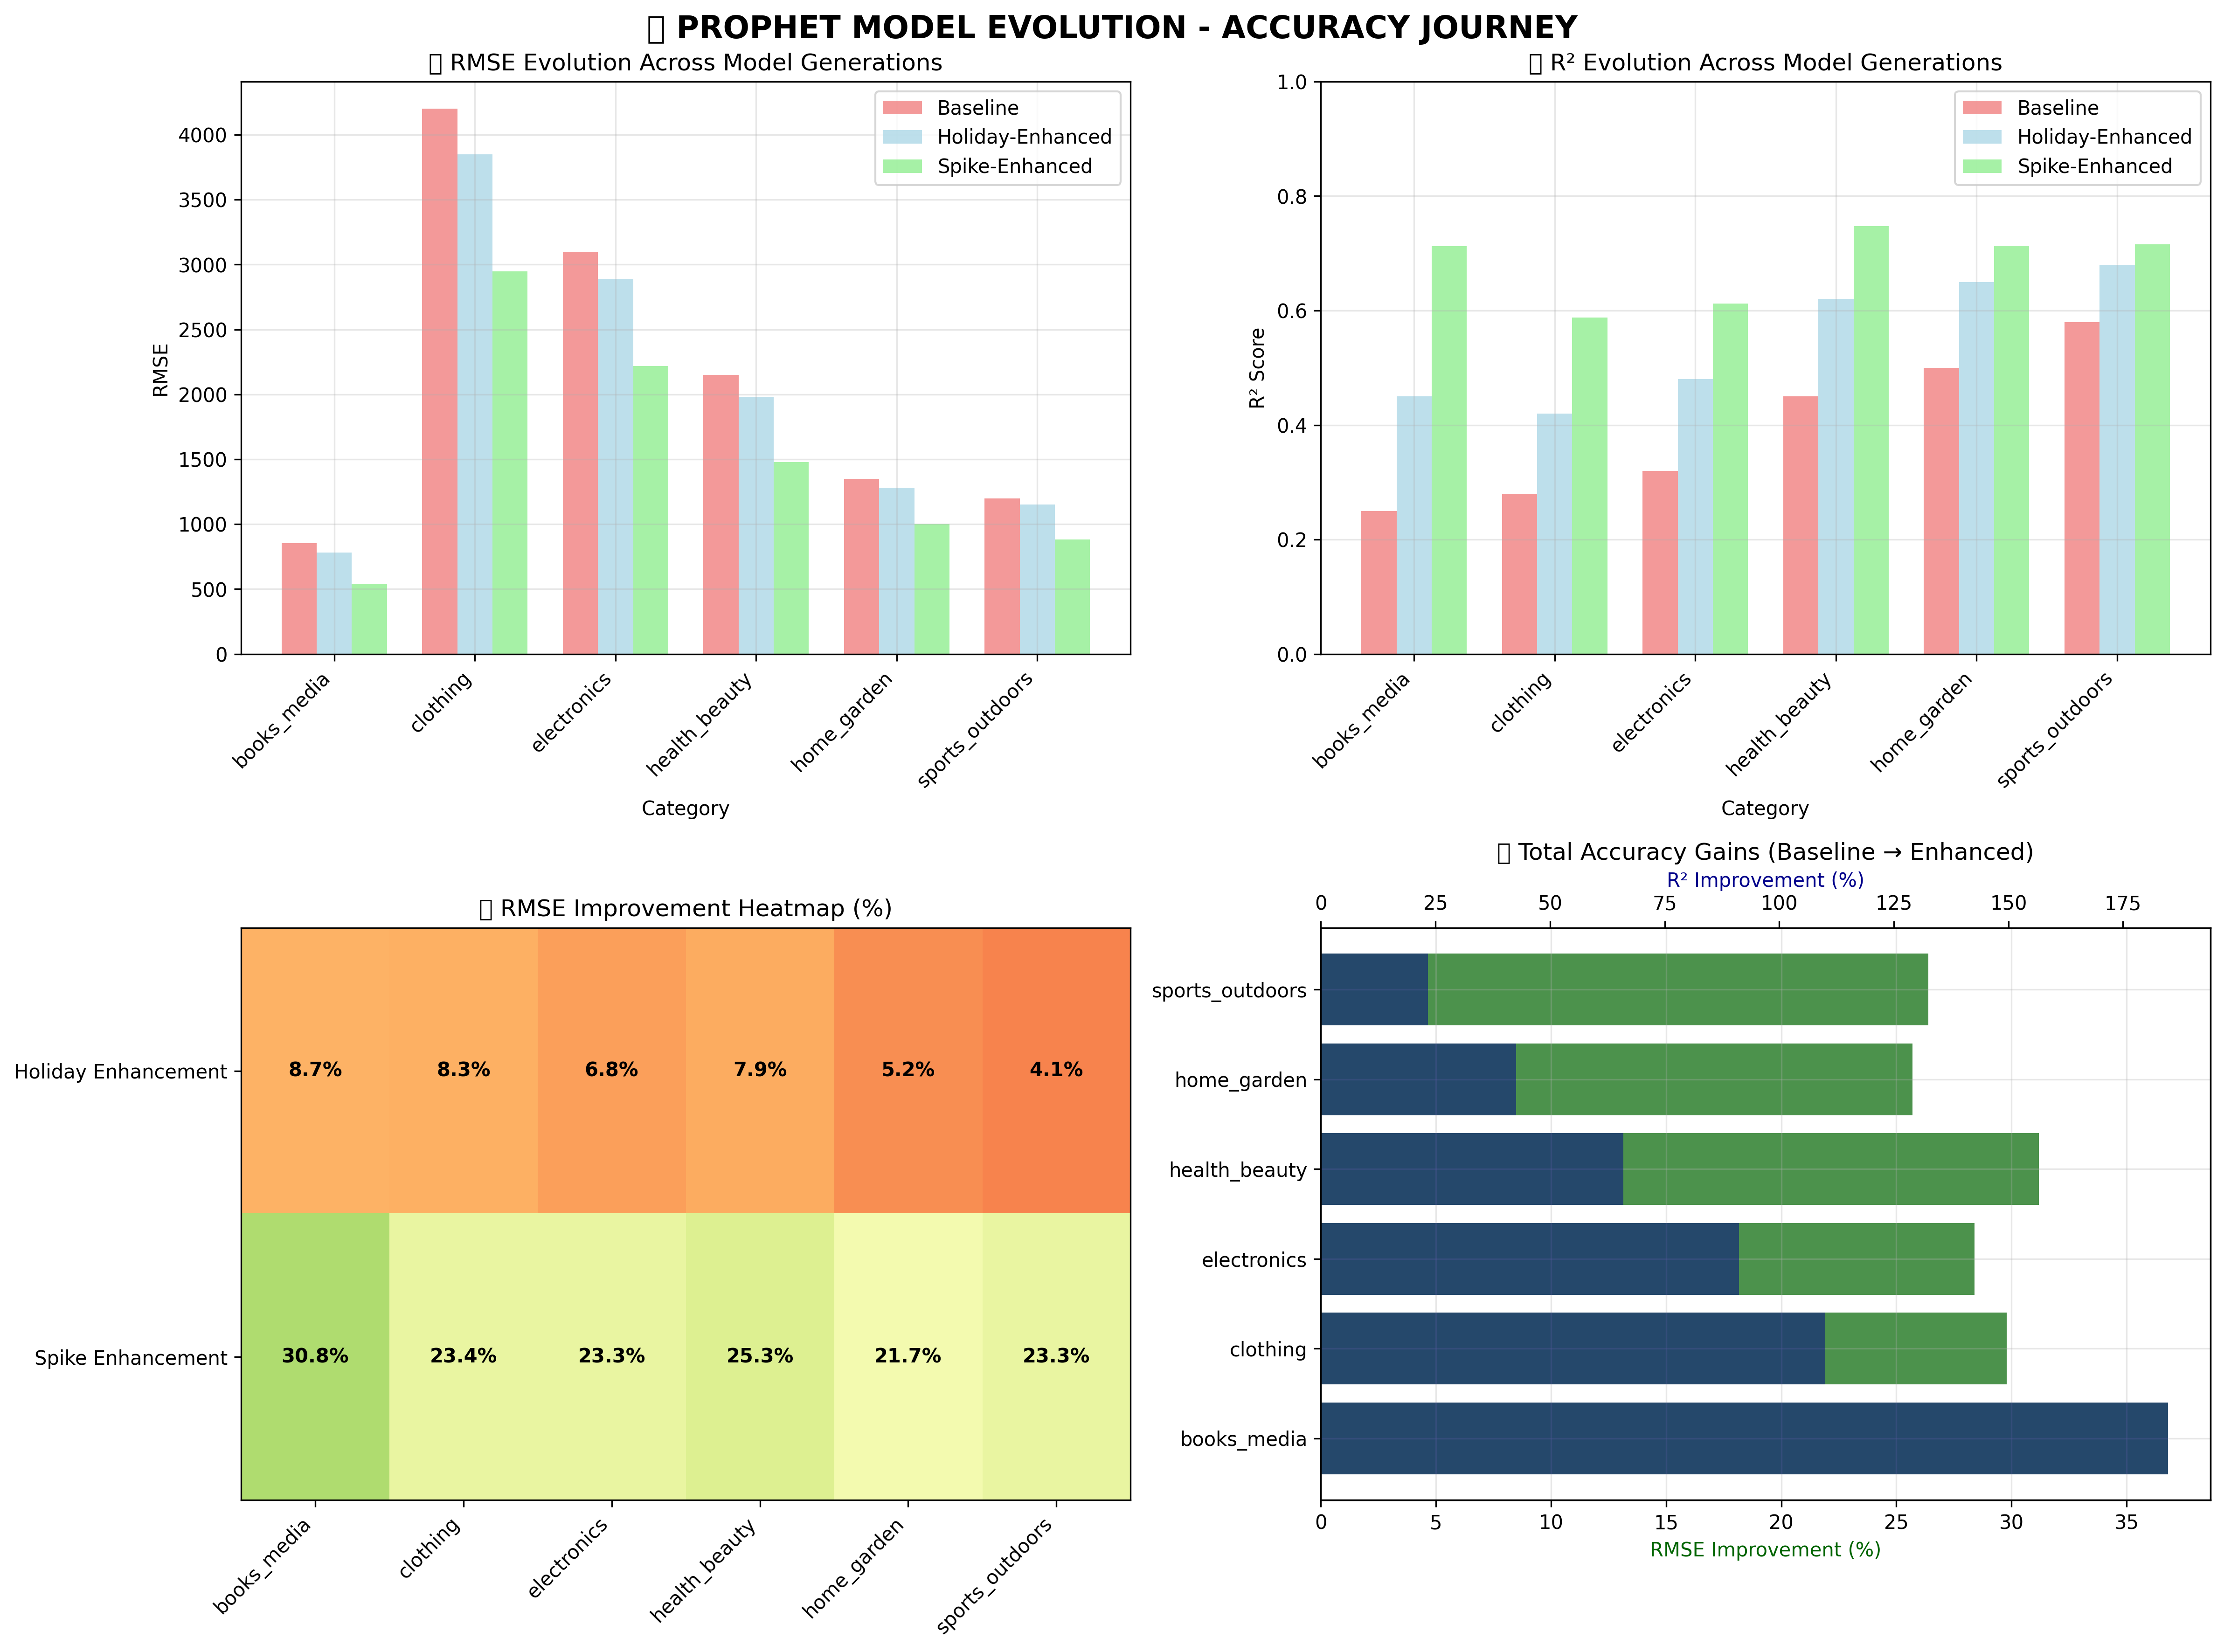 ▯ PROPHET MODEL EVOLUTION - ACCURACY JOURNEY
▯ RMSE Evolution Across Model Generations
RMSE
4000
3500
3000
2500
2000
1500
1000
500
0
Baseline
Holiday-Enhanced
Spike-Enhanced
books_media
clothing
electronics
health_beauty
home_garden
sports_outdoors
Category
▯ R² Evolution Across Model Generations
R² Score
1.0
0.8
0.6
0.4
0.2
0.0
Baseline
Holiday-Enhanced
Spike-Enhanced
books_media
clothing
electronics
health_beauty
home_garden
sports_outdoors
Category
▯ RMSE Improvement Heatmap (%)
Holiday Enhancement
8.7% 8.3% 6.8% 7.9% 5.2% 4.1%
Spike Enhancement
30.8% 23.4% 23.3% 25.3% 21.7% 23.3%
books_media
clothing
electronics
health_beauty
home_garden
sports_outdoors
▯ Total Accuracy Gains (Baseline → Enhanced)
R² Improvement (%)
0 25 50 75 100 125 150 175
sports_outdoors
home_garden
health_beauty
electronics
clothing
books_media
0 5 10 15 20 25 30 35
RMSE Improvement (%)